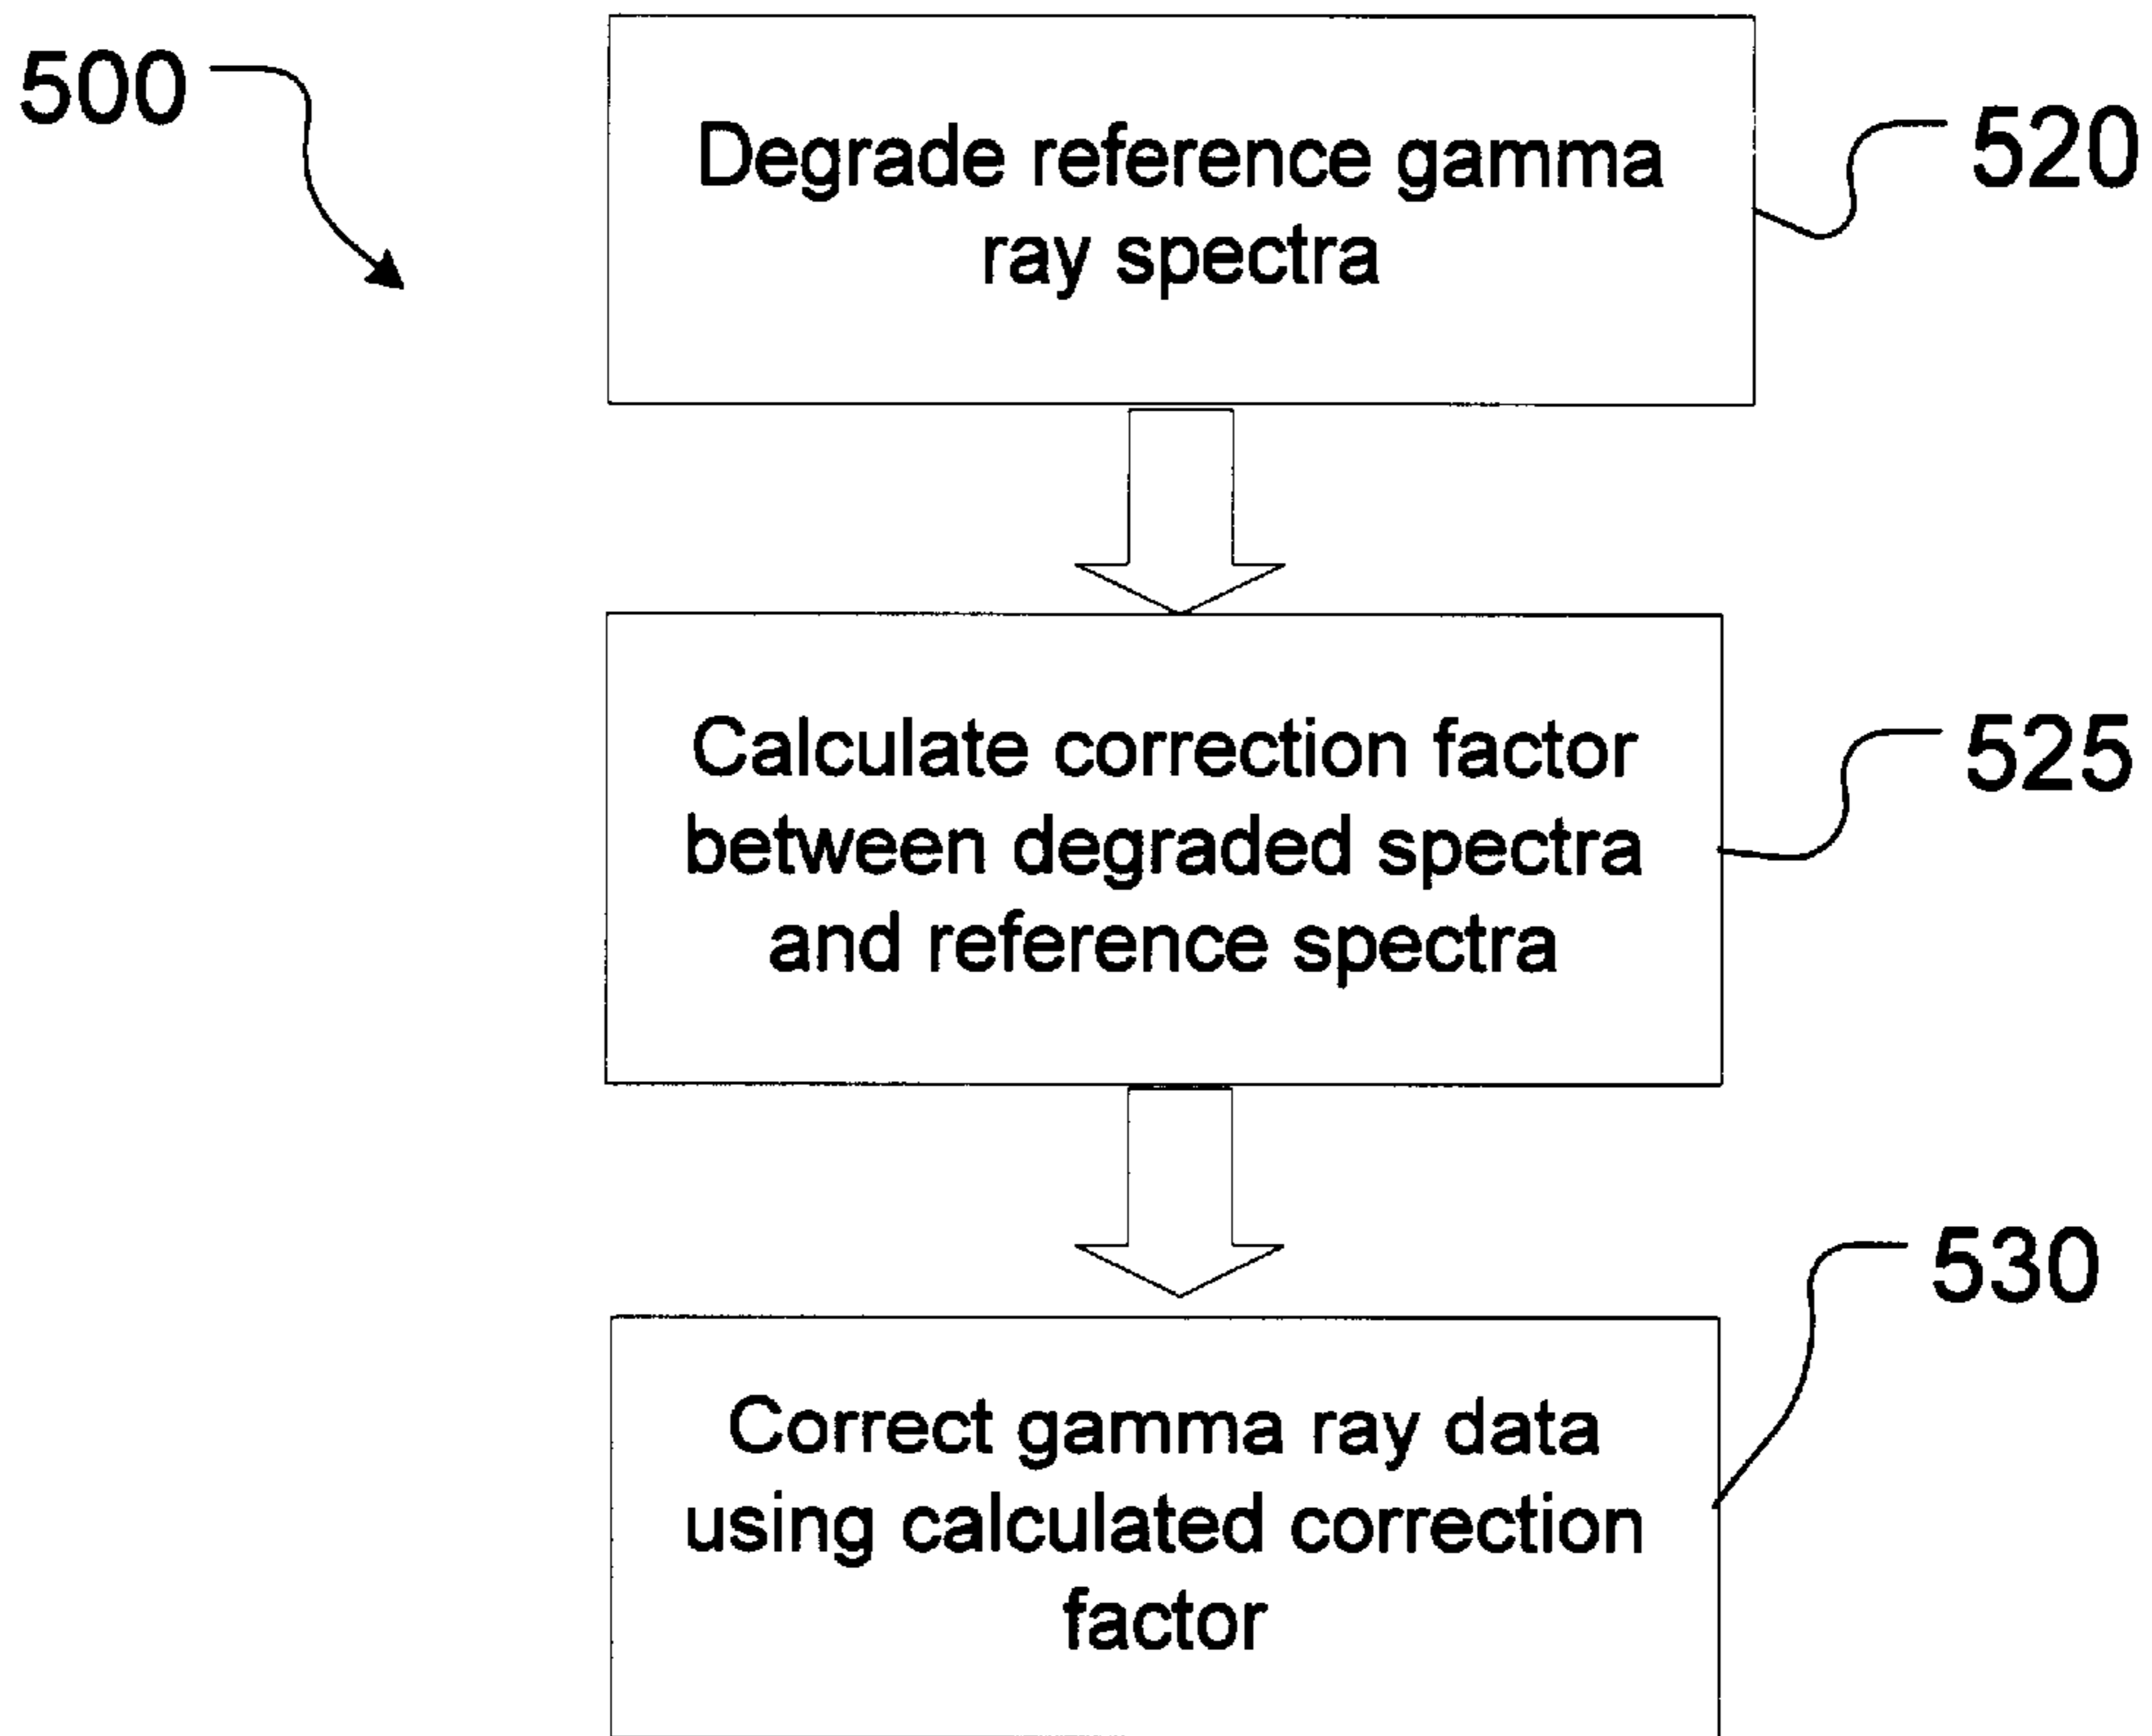 500
Degrade reference gamma
ray spectra
520
Calculate correction factor
between degraded spectra
and reference spectra
525
Correct gamma ray data
using calculated correction
factor
530